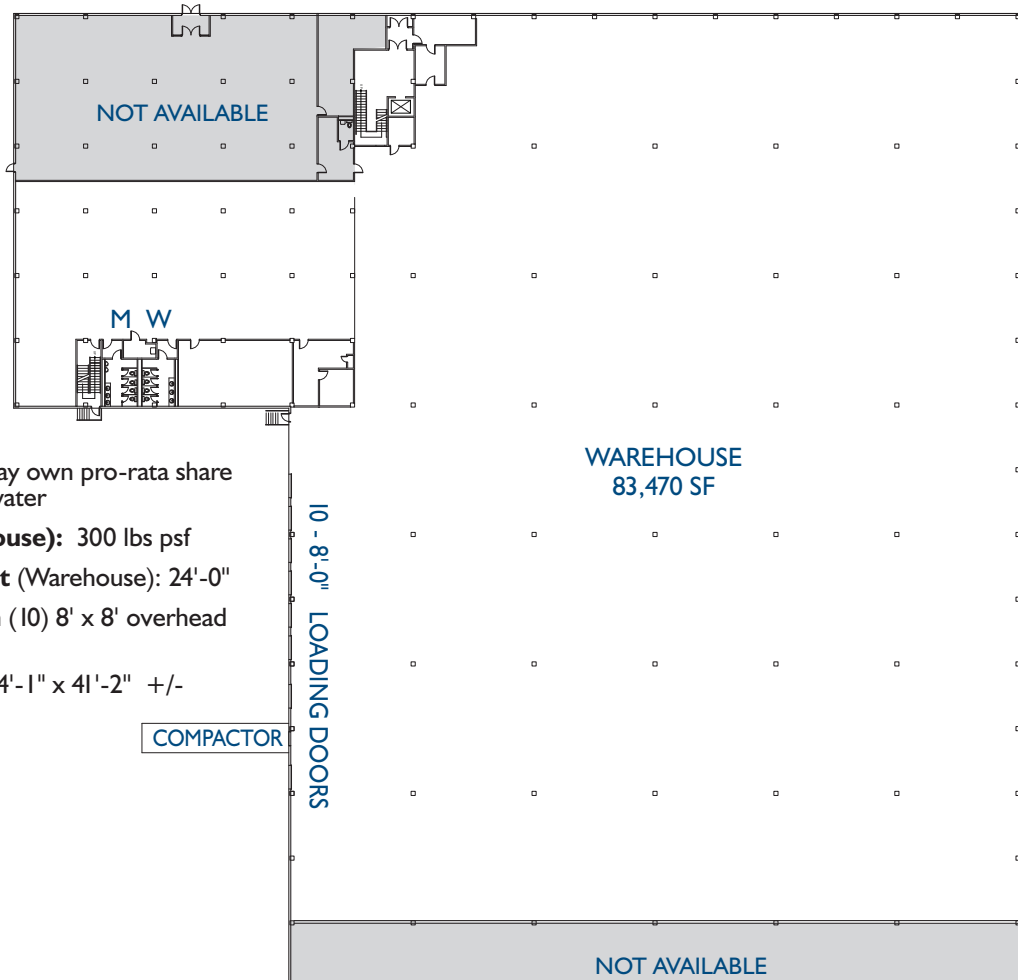 NOT AVAILABLE
M W
WAREHOUSE
83,470 SF
ay own pro-rata share
vater
ouse): 300 lbs psf
t (Warehouse): 24'-0"
(10) 8' x 8' overhead
4'-1" x 41'-2" +/-
10 - 8'-0" LOADING DOORS
COMPACTOR
NOT AVAILABLE